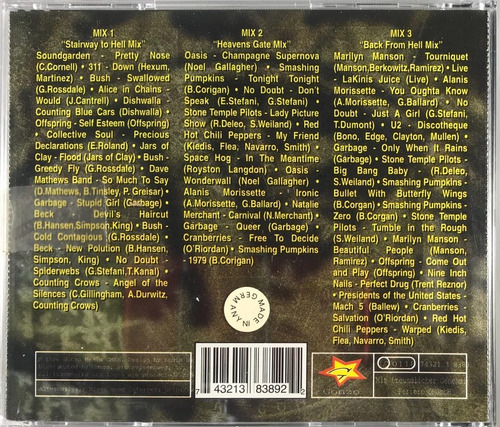 MIX 1
"Stairway to Hell Mix"
Soundgarden - Pretty Nose
(C.Cornell) • 311 - Down (Hexum,
Martinez) • Bush - Swallowed
(G.Rossdale) • Alice in Chains -
Would (J.Cantrell) • Dishwalla -
Counting Blue Cars (Dishwalla) •
Offspring - Self Esteem (Offspring)
• Collective Soul - Precious
Declarations (E.Roland) • Jars of
Clay - Flood (Jars of Clay) • Bush -
Greedy Fly (G.Rossdale) • Dave
Mathews Band - So Much To Say
(D.Mathews, B.Tinsley, P.Greisar) •
Garbage - Stupid Girl (Garbage) •
Beck - Devil's Haircut
(B.Hansen.Simpson.King) • Bush -
Cold Contagious (G.Rossdale) •
Beck - New Polution (B.Hansen,
Simpson, King) • No Doubt -
Spiderwebs (G.Stefani,T.Kanal) •
Counting Crows - Angel of the
Silences (C.Gillingham, A.Durwitz,
Counting Crows)
MIX 2
"Heavens Gate Mix"
Oasis - Champagne Supernova
(Noel Gallagher) • Smashing
Pumpkins - Tonight Tonight
(B.Corigan) • No Doubt - Don't
Speak (E.Stefani, G.Stefani) •
Stone Temple Pilots - Lady Picture
Show (R.Deleo, S.Weiland) • Red
Hot Chili Peppers - My Friend
(Kiedis, Flea, Navarro, Smith) •
Space Hog - In The Meantime
(Royston Langdon) • Oasis -
Wonderwall (Noel Gallagher) •
Alanis Morissette - Ironic
(A.Morissette, G.Ballard) • Natalie
Merchant - Carnival (N.Merchant) •
Garbage - Queer (Garbage) •
Cranberries - Free To Decide
(O'Riordan) • Smashing Pumpkins
- 1979 (B.Corigan)
MIX 3
"Back From Hell Mix"
Marilyn Manson - Tourniquet
(Manson.Berkowitz,Ramirez) • Live
- LaKinis Juice (Live) • Alanis
Morissette - You Oughta Know
(A.Morissette, G.Ballard) • No
Doubt - Just A Girl (G.Stefani,
T.Dumont) • U2 - Discotheque
(Bono, Edge, Clayton, Mullen) •
Garbage - Only When It Rains
(Garbage) • Stone Temple Pilots -
Big Bang Baby (R.Deleo,
S.Weiland) • Smashing Pumpkins -
Bullet With Butterfly Wings
(B.Corgan) • Smashing Pumpkins -
Zero (B.Corgan) • Stone Temple
Pilots - Tumble in the Rough
(S.Weiland) • Marilyn Manson -
Beautiful People (Manson,
Ramirez) • Offspring - Come Out
and Play (Offspring) • Nine Inch
Nails - Perfect Drug (Trent Reznor)
• Presidents of the United States -
Mach 5 (Ballew) • Cranberries -
Salvation (O'Riordan) • Red Hot
Chili Peppers - Warped (Kiedis,
Flea, Navarro, Smith)
MADE IN GERMANY
7 43213 83892 2
Gonzo